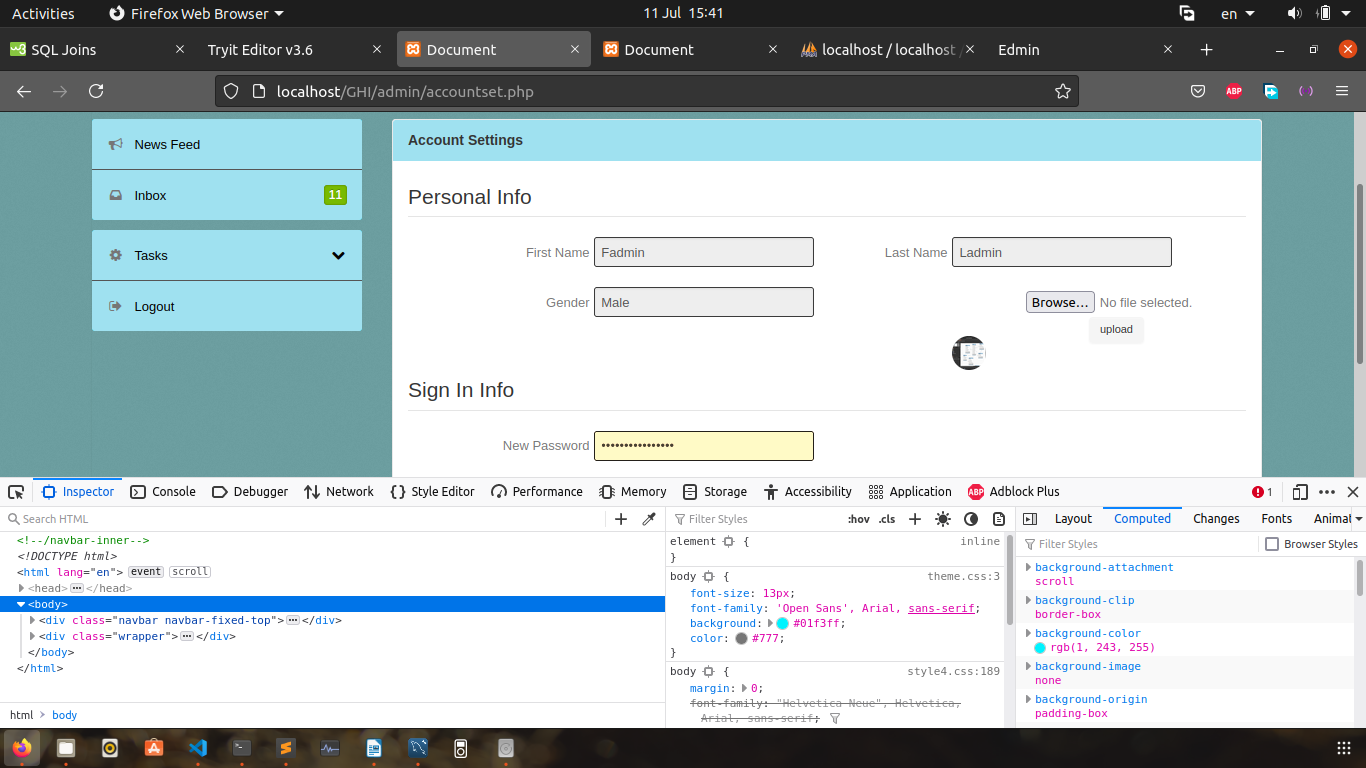 Activities Firefox Web Browser 11 Jul 15:41 en
SQL Joins Tryit Editor v3.6 Document Document localhost / localhost / Edmin
localhost/GHI/admin/accountset.php ABP
News Feed
Inbox 11
Tasks
Logout
Account Settings
Personal Info
First Name Fadmin Last Name Ladmin
Gender Male Browse... No file selected.
upload
Sign In Info
New Password ••••••••••••••••
Inspector Console Debugger Network Style Editor Performance Memory Storage Accessibility Application ABP Adblock Plus 1
Search HTML
<!--/navbar-inner-->
<!DOCTYPE html>
<html lang="en"> event scroll
<head> ••• </head>
<body>
<div class="navbar navbar-fixed-top"> ••• </div>
<div class="wrapper"> ••• </div>
</body>
</html>
html > body
Filter Styles :hov .cls
element { inline
}
body { theme.css:3
font-size: 13px;
font-family: 'Open Sans', Arial, sans-serif;
background: #01f3ff;
color: #777;
}
body { style4.css:189
margin: 0;
font-family: "Helvetica Neue", Helvetica,
Arial, sans-serif;
Layout Computed Changes Fonts Animat
Filter Styles Browser Styles
background-attachment
scroll
background-clip
border-box
background-color
rgb(1, 243, 255)
background-image
none
background-origin
padding-box